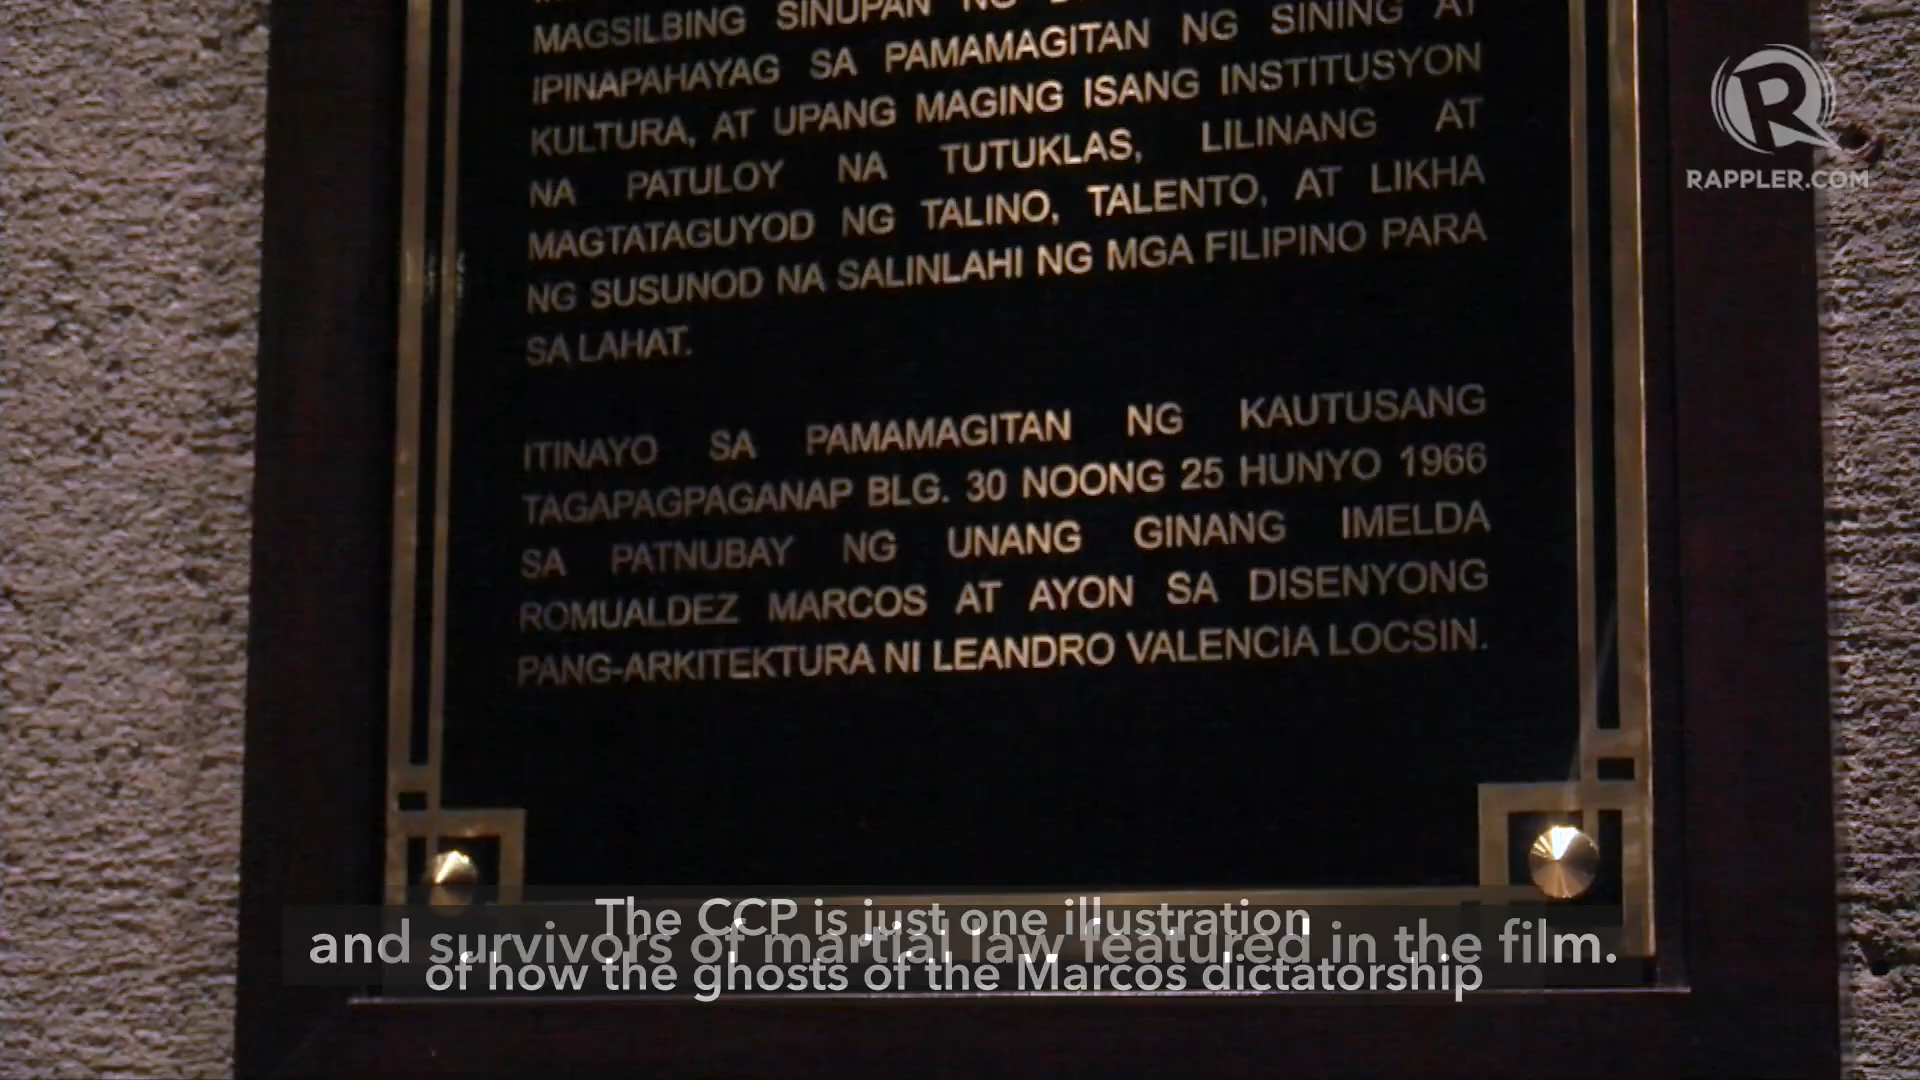 MAGSILBING SINUPAN NG
IPINAPAHAYAG SA PAMAMAGITAN NG SINING AT
KULTURA, AT UPANG MAGING ISANG INSTITUSYON
NA PATULOY NA TUTUKLAS, LILINANG AT
MAGTATAGUYOD NG TALINO, TALENTO, AT LIKHA
NG SUSUNOD NA SALINLAHI NG MGA FILIPINO PARA
SA LAHAT.
ITINAYO SA PAMAMAGITAN NG KAUTUSANG
TAGAPAGPAGANAP BLG. 30 NOONG 25 HUNYO 1966
SA PATNUBAY NG UNANG GINANG IMELDA
ROMUALDEZ MARCOS AT AYON SA DISENYONG
PANG-ARKITEKTURA NI LEANDRO VALENCIA LOCSIN.
R
RAPPLER.COM
The CCP is just one illustration
and survivors of martial law featured in the film.
of how the ghosts of the Marcos dictatorship